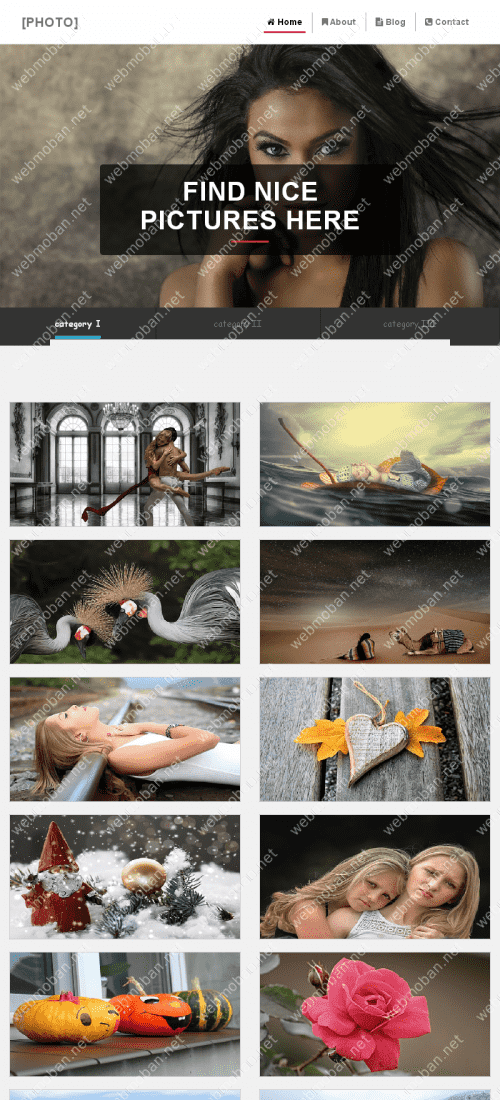 [PHOTO]
Home
About
Blog
Contact
FIND NICE
PICTURES HERE
category I
category II
category III
webmoban.net